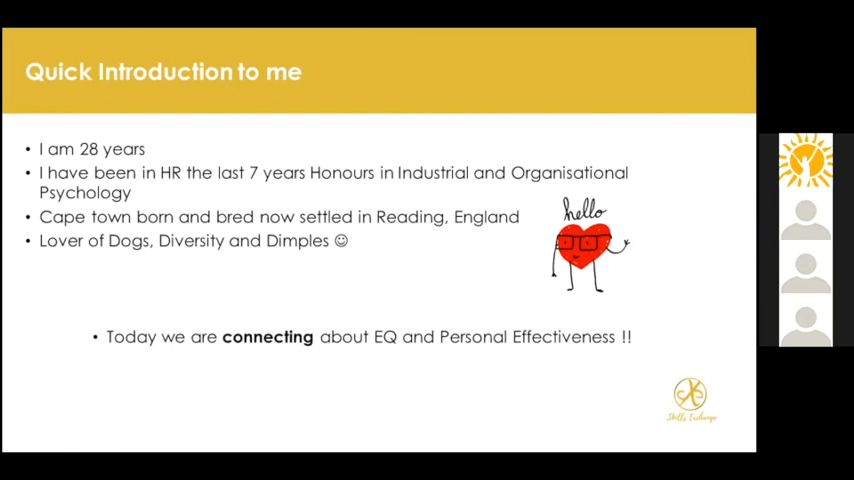 Quick Introduction to me
• I am 28 years
• I have been in HR the last 7 years Honours in Industrial and Organisational
Psychology
• Cape town born and bred now settled in Reading, England
hello
• Lover of Dogs, Diversity and Dimples ☺
• Today we are connecting about EQ and Personal Effectiveness !!
Skills Exchange